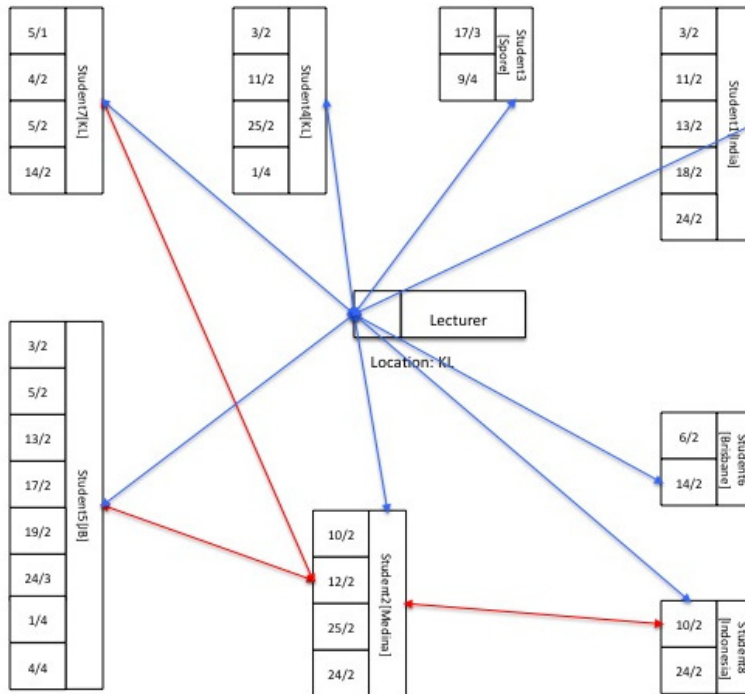 5/1
4/2
5/2
14/2
Student7[KL]
3/2
11/2
25/2
1/4
Student4[KL]
17/3
9/4
Student3
[Spore]
3/2
11/2
13/2
18/2
24/2
Student1[India]
Lecturer
Location: KL
3/2
5/2
13/2
17/2
19/2
24/3
1/4
4/4
Student5[JB]
10/2
12/2
25/2
24/2
Student2[Medina]
6/2
14/2
Student6
[Brisbane]
10/2
24/2
Student8
[Indonesia]